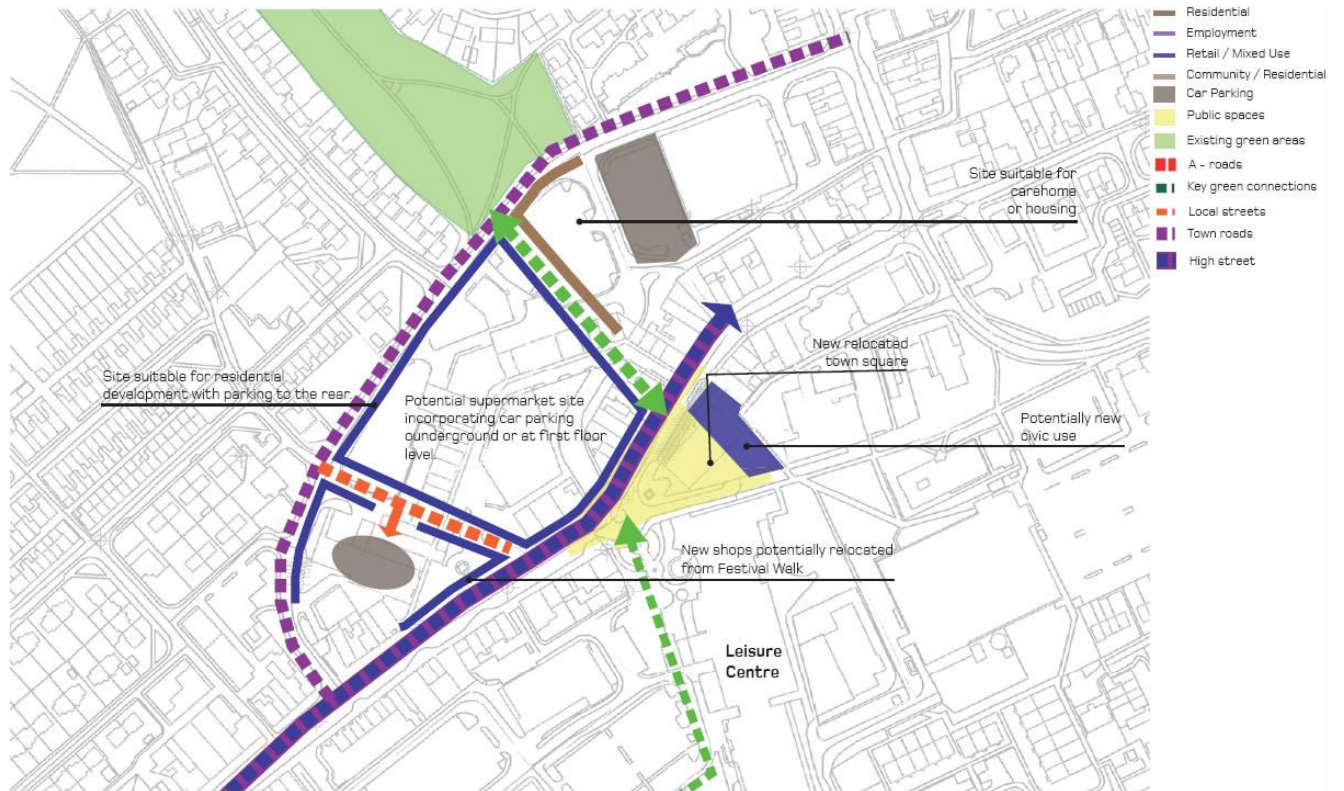 Residential
Employment
Retail / Mixed Use
Community / Residential
Car Parking
Public spaces
Existing green areas
A - roads
Key green connections
Local streets
Town roads
High street
Site suitable for
carehome
or housing
New relocated
town square
Site suitable for residential
development with parking to the rear.
Potential supermarket site
incorporating car parking
ounderground or at first floor
level.
Potentially new
civic use
New shops potentially relocated
from Festival Walk
Leisure
Centre